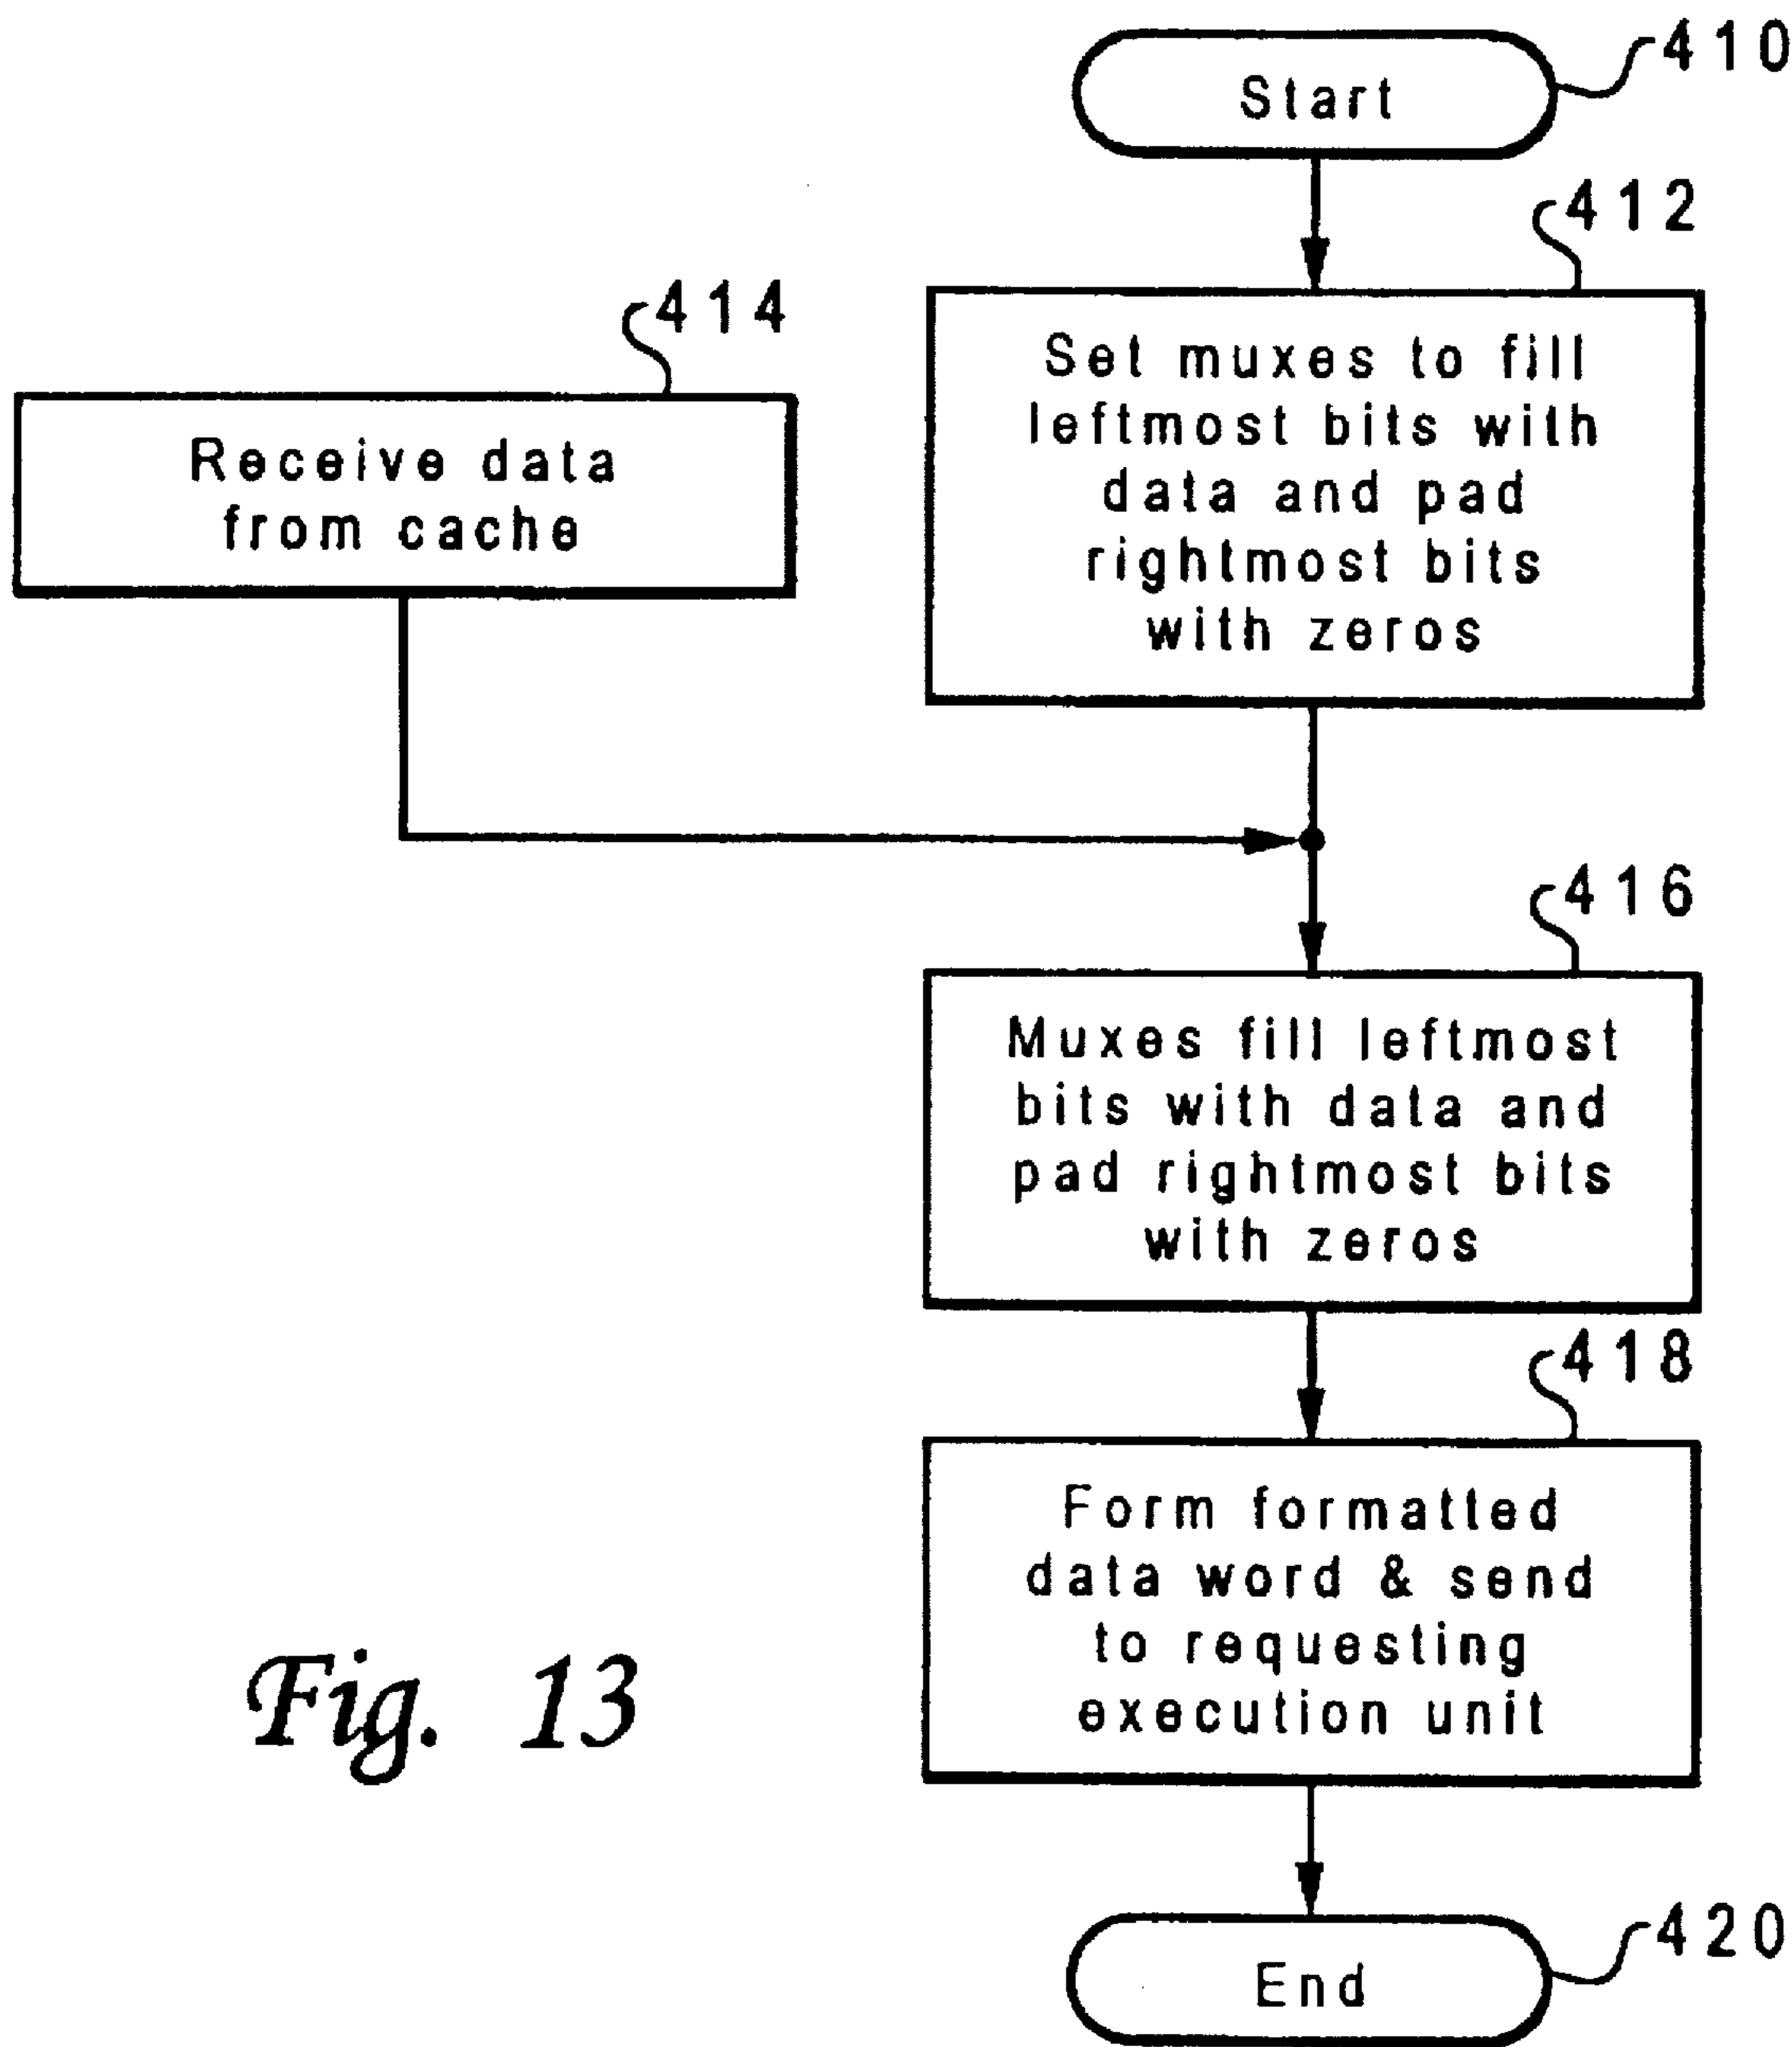 410
Start
412
Set muxes to fill
leftmost bits with
data and pad
rightmost bits
with zeros
414
Receive data
from cache
416
Muxes fill leftmost
bits with data and
pad rightmost bits
with zeros
418
Form formatted
data word & send
to requesting
execution unit
420
End
Fig. 13